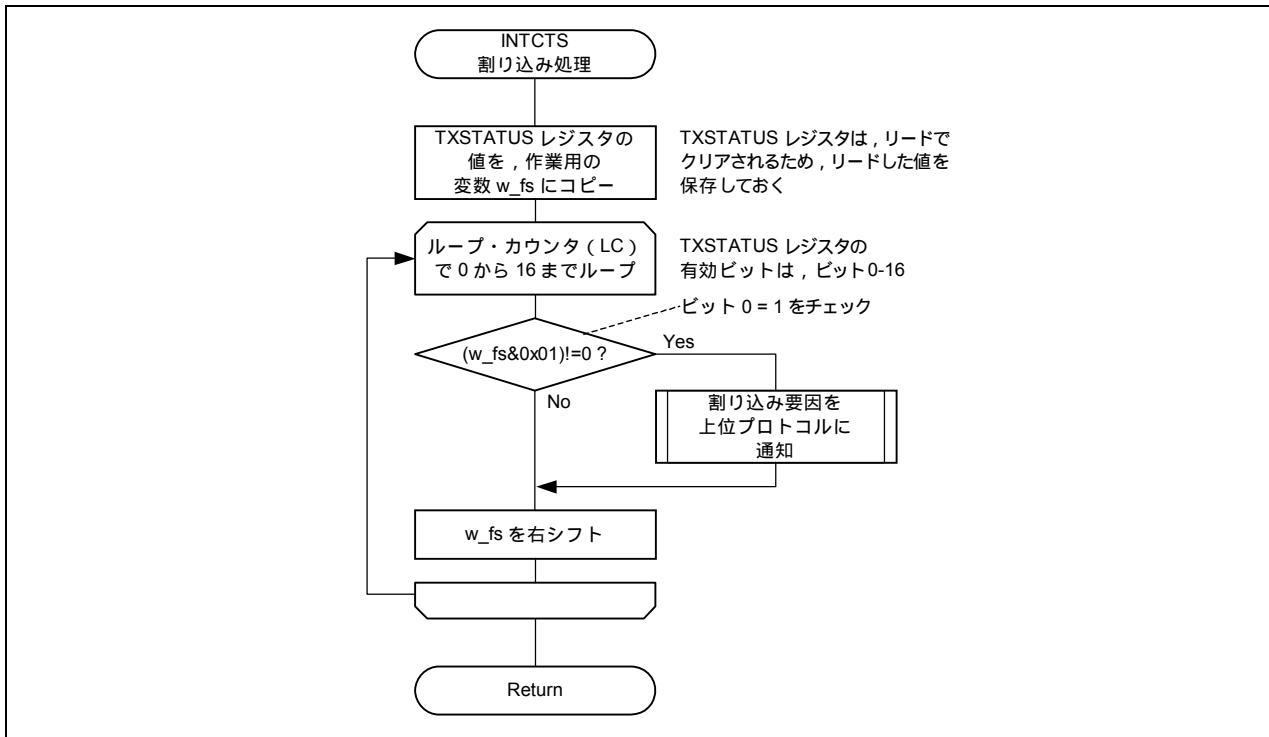 INTCTS
割り込み処理
TXSTATUS レジスタの
値を，作業用の
変数 w_fs にコピー
TXSTATUS レジスタは，リードで
クリアされるため，リードした値を
保存しておく
ループ・カウンタ（LC）
で 0 から 16 までループ
TXSTATUS レジスタの
有効ビットは，ビット0-16
ビット 0 = 1 をチェック
(w_fs&0x01)!=0 ?
Yes
No
割り込み要因を
上位プロトコルに
通知
w_fs を右シフト
Return